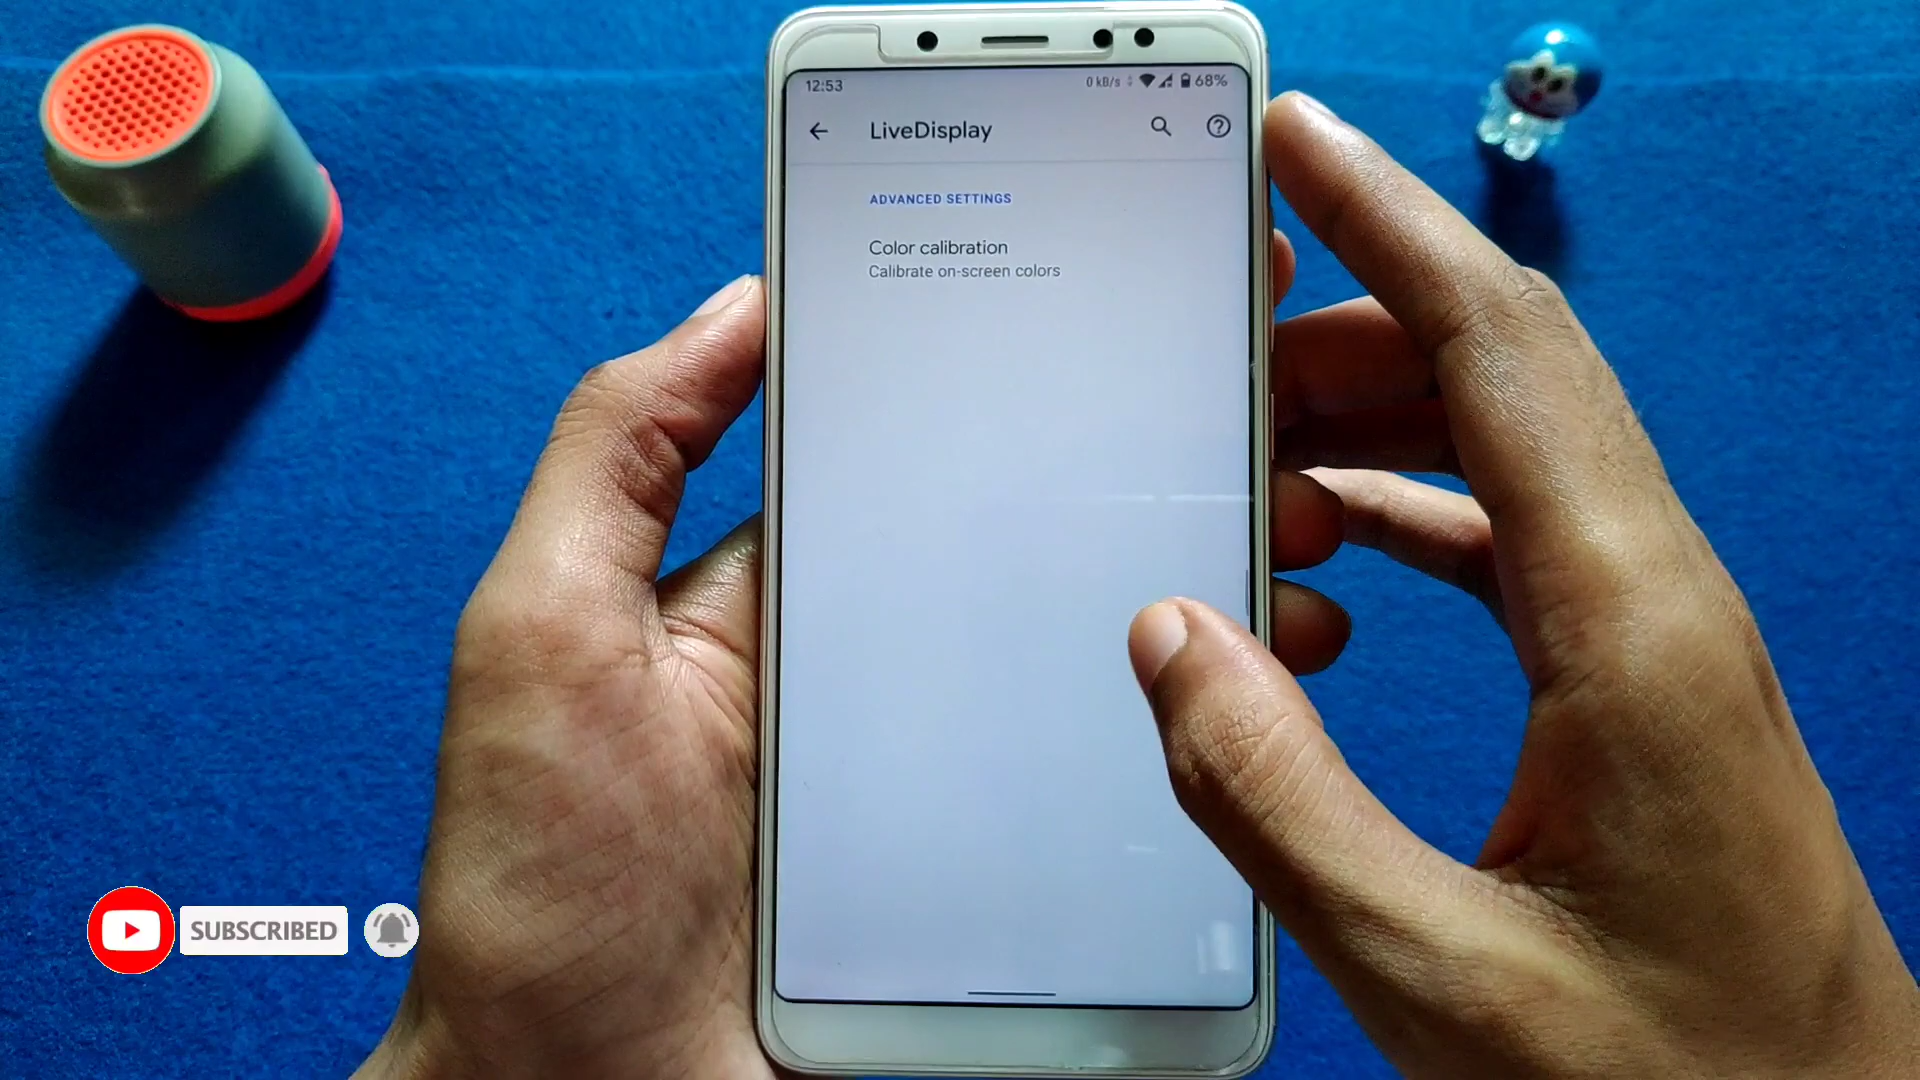 12:53 0 kB/s 68%
LiveDisplay
ADVANCED SETTINGS
Color calibration
Calibrate on-screen colors
SUBSCRIBED